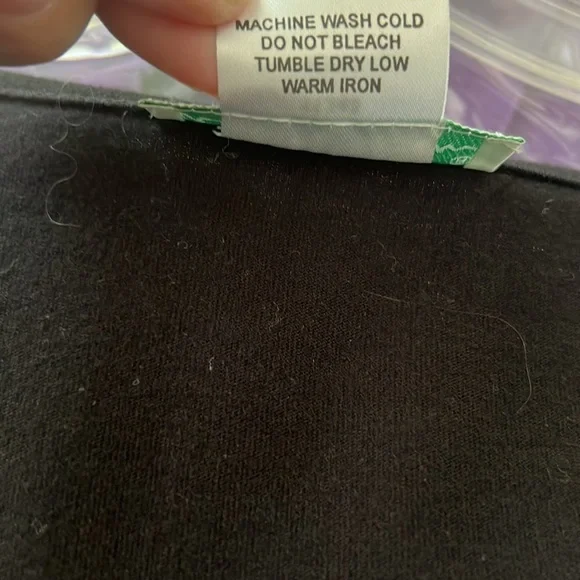 MACHINE WASH COLD
DO NOT BLEACH
TUMBLE DRY LOW
WARM IRON